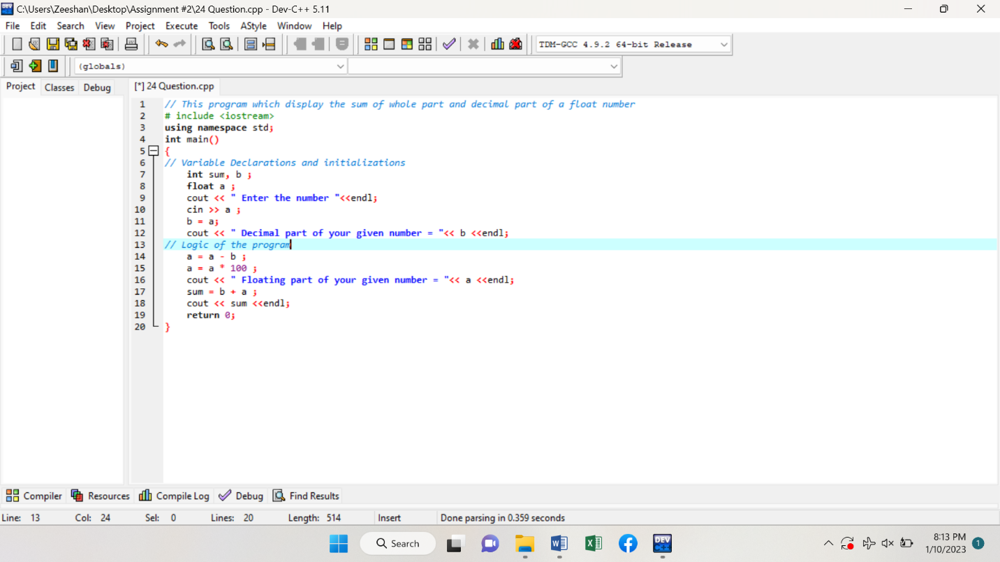 C:\Users\Zeeshan\Desktop\Assignment #2\24 Question.cpp - Dev-C++ 5.11
File Edit Search View Project Execute Tools AStyle Window Help
TDM-GCC 4.9.2 64-bit Release
(globals)
Project Classes Debug [*] 24 Question.cpp
1 // This program which display the sum of whole part and decimal part of a float number
2 # include <iostream>
3 using namespace std;
4 int main()
5 {
6 // Variable Declarations and initializations
7 int sum, b ;
8 float a ;
9 cout << " Enter the number "<<endl;
10 cin >> a ;
11 b = a;
12 cout << " Decimal part of your given number = "<< b <<endl;
13 // Logic of the program
14 a = a - b ;
15 a = a * 100 ;
16 cout << " Floating part of your given number = "<< a <<endl;
17 sum = b + a ;
18 cout << sum <<endl;
19 return 0;
20 }
Compiler Resources Compile Log Debug Find Results
Line: 13 Col: 24 Sel: 0 Lines: 20 Length: 514 Insert Done parsing in 0.359 seconds
Search DEV C++ 8:13 PM
1/10/2023 1